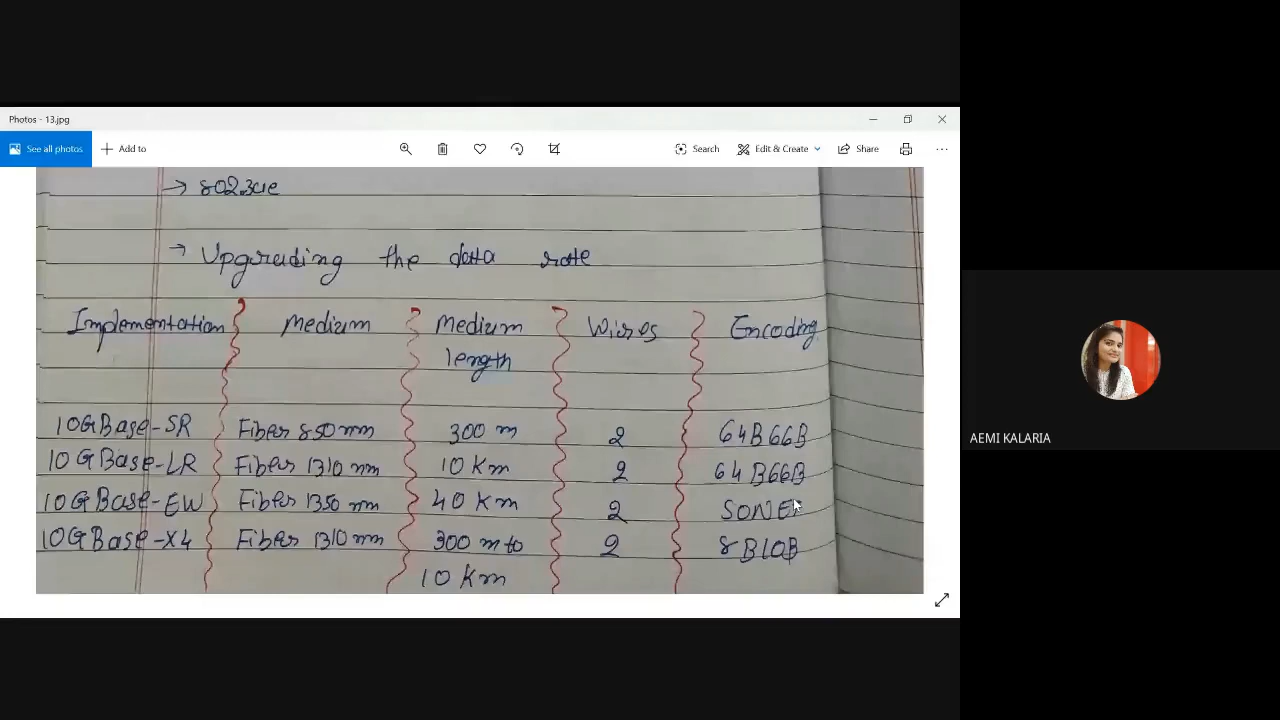 Photos - 13.jpg
See all photos
Add to
Search
Edit & Create
Share
→ 802.3ae
→ Upgrading the data rate
Implementation Medium Medium length Wires Encoding
10GBase-SR Fiber 850 nm 300 m 2 64B66B
10GBase-LR Fiber 1310 nm 10 Km 2 64B66B
10GBase-EW Fiber 1350 nm 40 Km 2 SONET
10GBase-X4 Fiber 1310 nm 300 m to 10 Km 2 8B10B
AEMI KALARIA